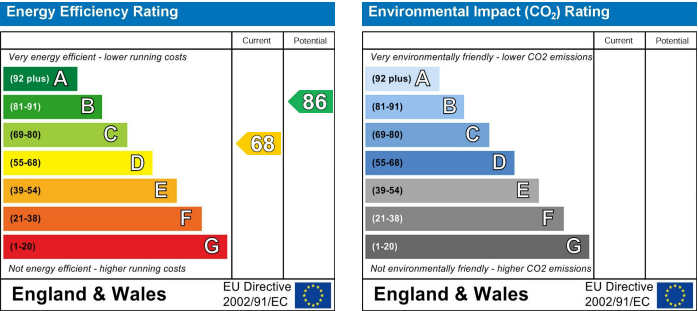 Energy Efficiency Rating
Current Potential
Very energy efficient - lower running costs
(92 plus) A
(81-91) B
(69-80) C
(55-68) D
(39-54) E
(21-38) F
(1-20) G
68
86
Not energy efficient - higher running costs
England & Wales
EU Directive
2002/91/EC
Environmental Impact (CO₂) Rating
Current Potential
Very environmentally friendly - lower CO2 emissions
(92 plus) A
(81-91) B
(69-80) C
(55-68) D
(39-54) E
(21-38) F
(1-20) G
Not environmentally friendly - higher CO2 emissions
England & Wales
EU Directive
2002/91/EC